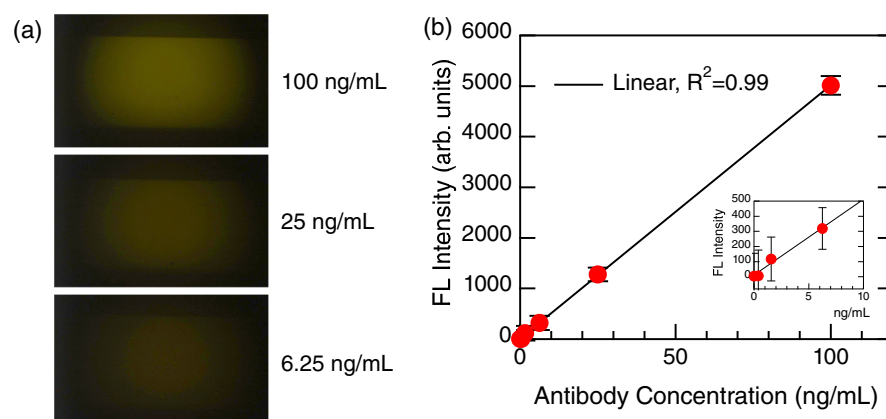 (a)
100 ng/mL
25 ng/mL
6.25 ng/mL
(b)
6000
5000
4000
3000
2000
1000
0
FL Intensity (arb. units)
Linear, R²=0.99
0
50
100
Antibody Concentration (ng/mL)
500
400
300
200
100
0
FL Intensity
0
5
10
ng/mL